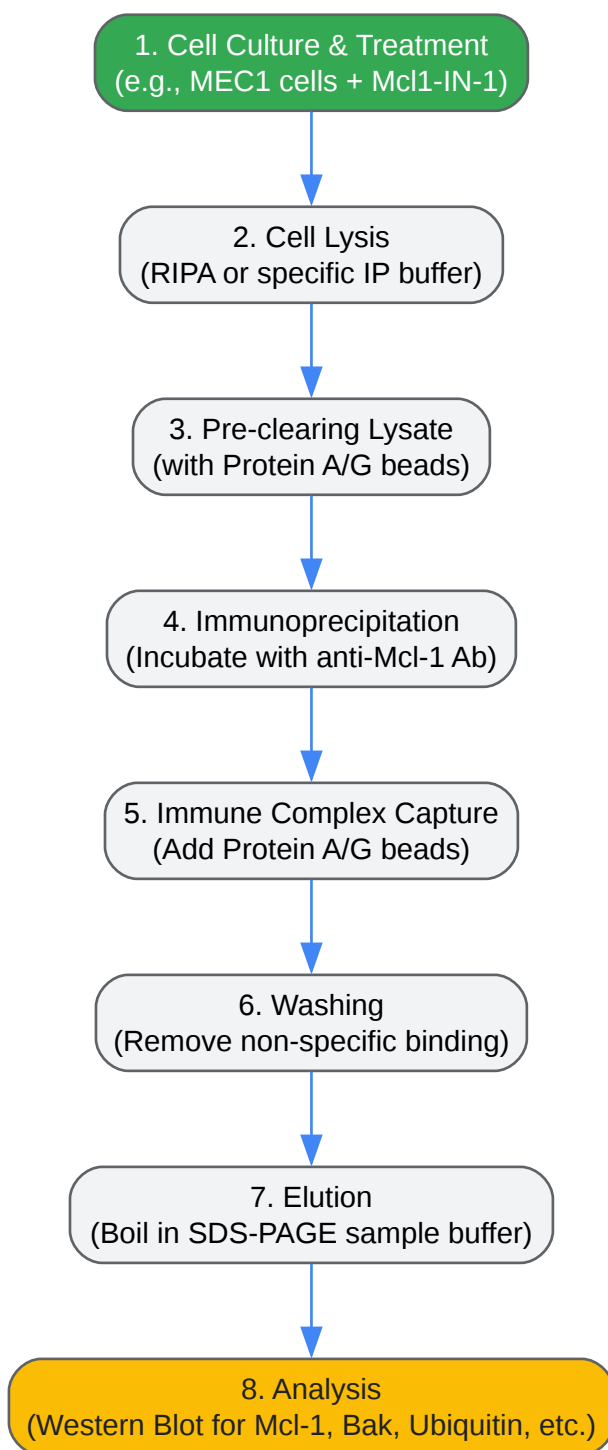 1. Cell Culture & Treatment
(e.g., MEC1 cells + Mcl1-IN-1)
2. Cell Lysis
(RIPA or specific IP buffer)
3. Pre-clearing Lysate
(with Protein A/G beads)
4. Immunoprecipitation
(Incubate with anti-Mcl-1 Ab)
5. Immune Complex Capture
(Add Protein A/G beads)
6. Washing
(Remove non-specific binding)
7. Elution
(Boil in SDS-PAGE sample buffer)
8. Analysis
(Western Blot for Mcl-1, Bak, Ubiquitin, etc.)